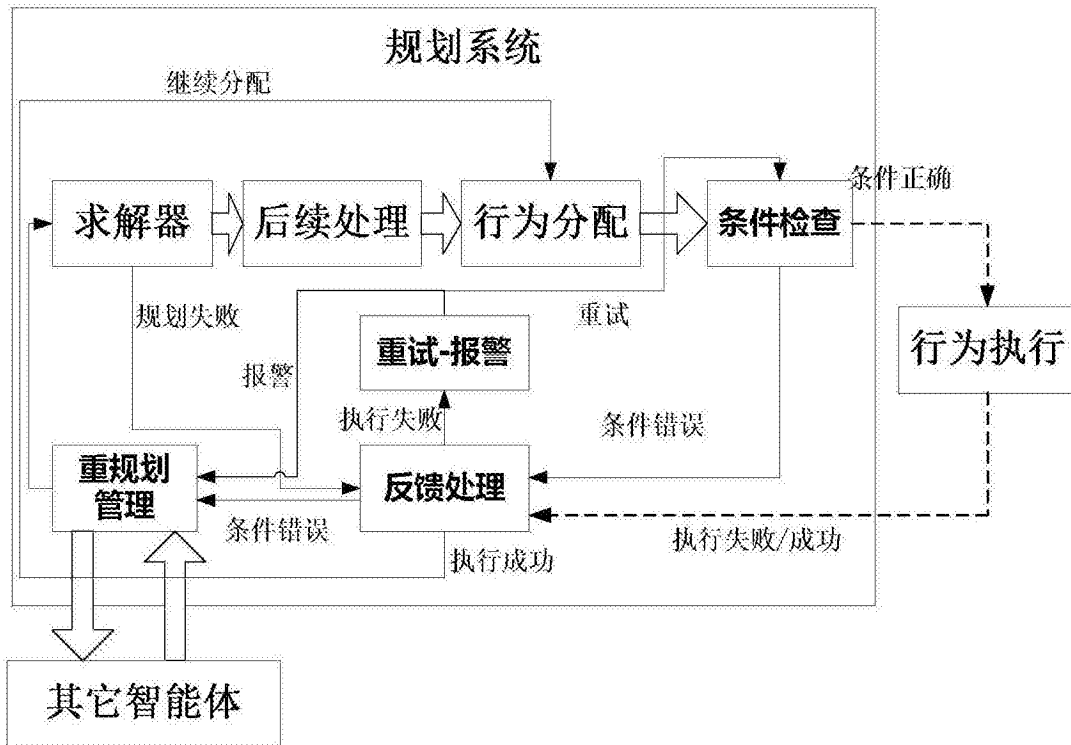 规划系统
继续分配
求解器
后续处理
行为分配
条件检查
条件正确
规划失败
重试
重试-报警
行为执行
报警
执行失败
条件错误
重规划
管理
反馈处理
条件错误
执行成功
执行失败/成功
其它智能体